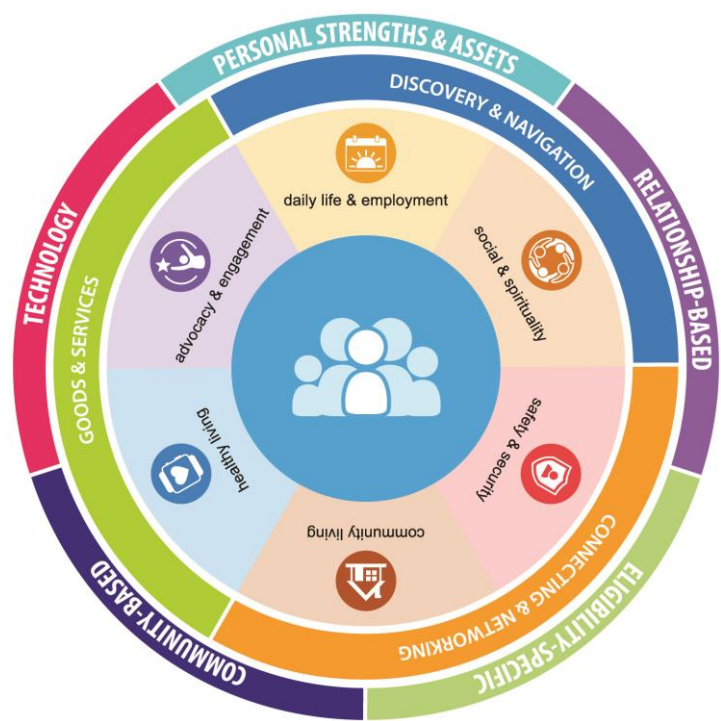 PERSONAL STRENGTHS & ASSETS
RELATIONSHIP-BASED
ELIGIBILITY-SPECIFIC
COMMUNITY-BASED
TECHNOLOGY
DISCOVERY & NAVIGATION
CONNECTING & NETWORKING
GOODS & SERVICES
daily life & employment
social & spirituality
safety & security
community living
healthy living
advocacy & engagement